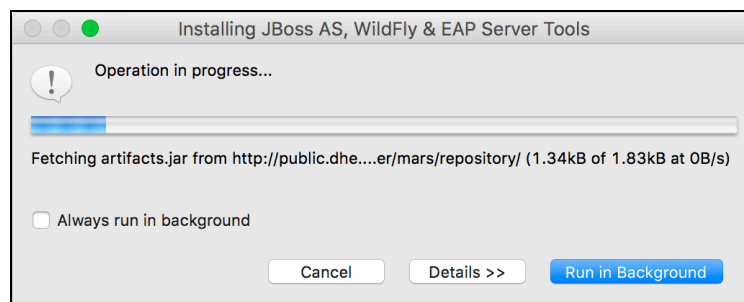 Installing JBoss AS, WildFly & EAP Server Tools
Operation in progress...
Fetching artifacts.jar from http://public.dhe....er/mars/repository/ (1.34kB of 1.83kB at 0B/s)
Always run in background
Cancel
Details >>
Run in Background